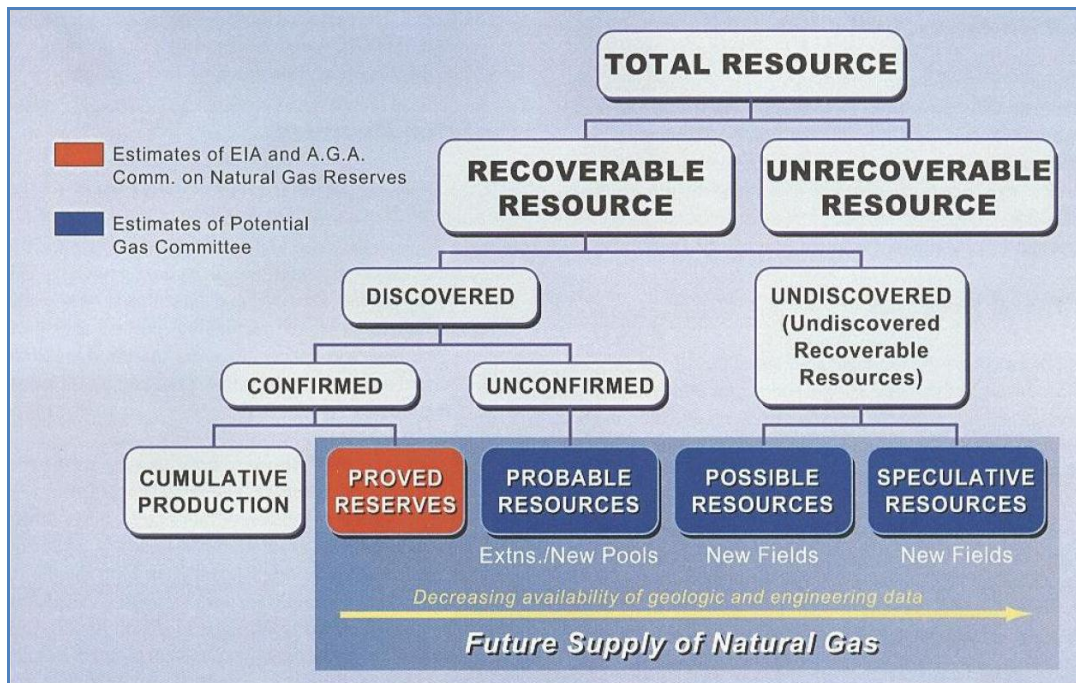 TOTAL RESOURCE
Estimates of EIA and A.G.A.
Comm. on Natural Gas Reserves
Estimates of Potential
Gas Committee
RECOVERABLE
RESOURCE
UNRECOVERABLE
RESOURCE
DISCOVERED
UNDISCOVERED
(Undiscovered
Recoverable
Resources)
CONFIRMED
UNCONFIRMED
CUMULATIVE
PRODUCTION
PROVED
RESERVES
PROBABLE
RESOURCES
POSSIBLE
RESOURCES
SPECULATIVE
RESOURCES
Extns./New Pools
New Fields
New Fields
Decreasing availability of geologic and engineering data
Future Supply of Natural Gas